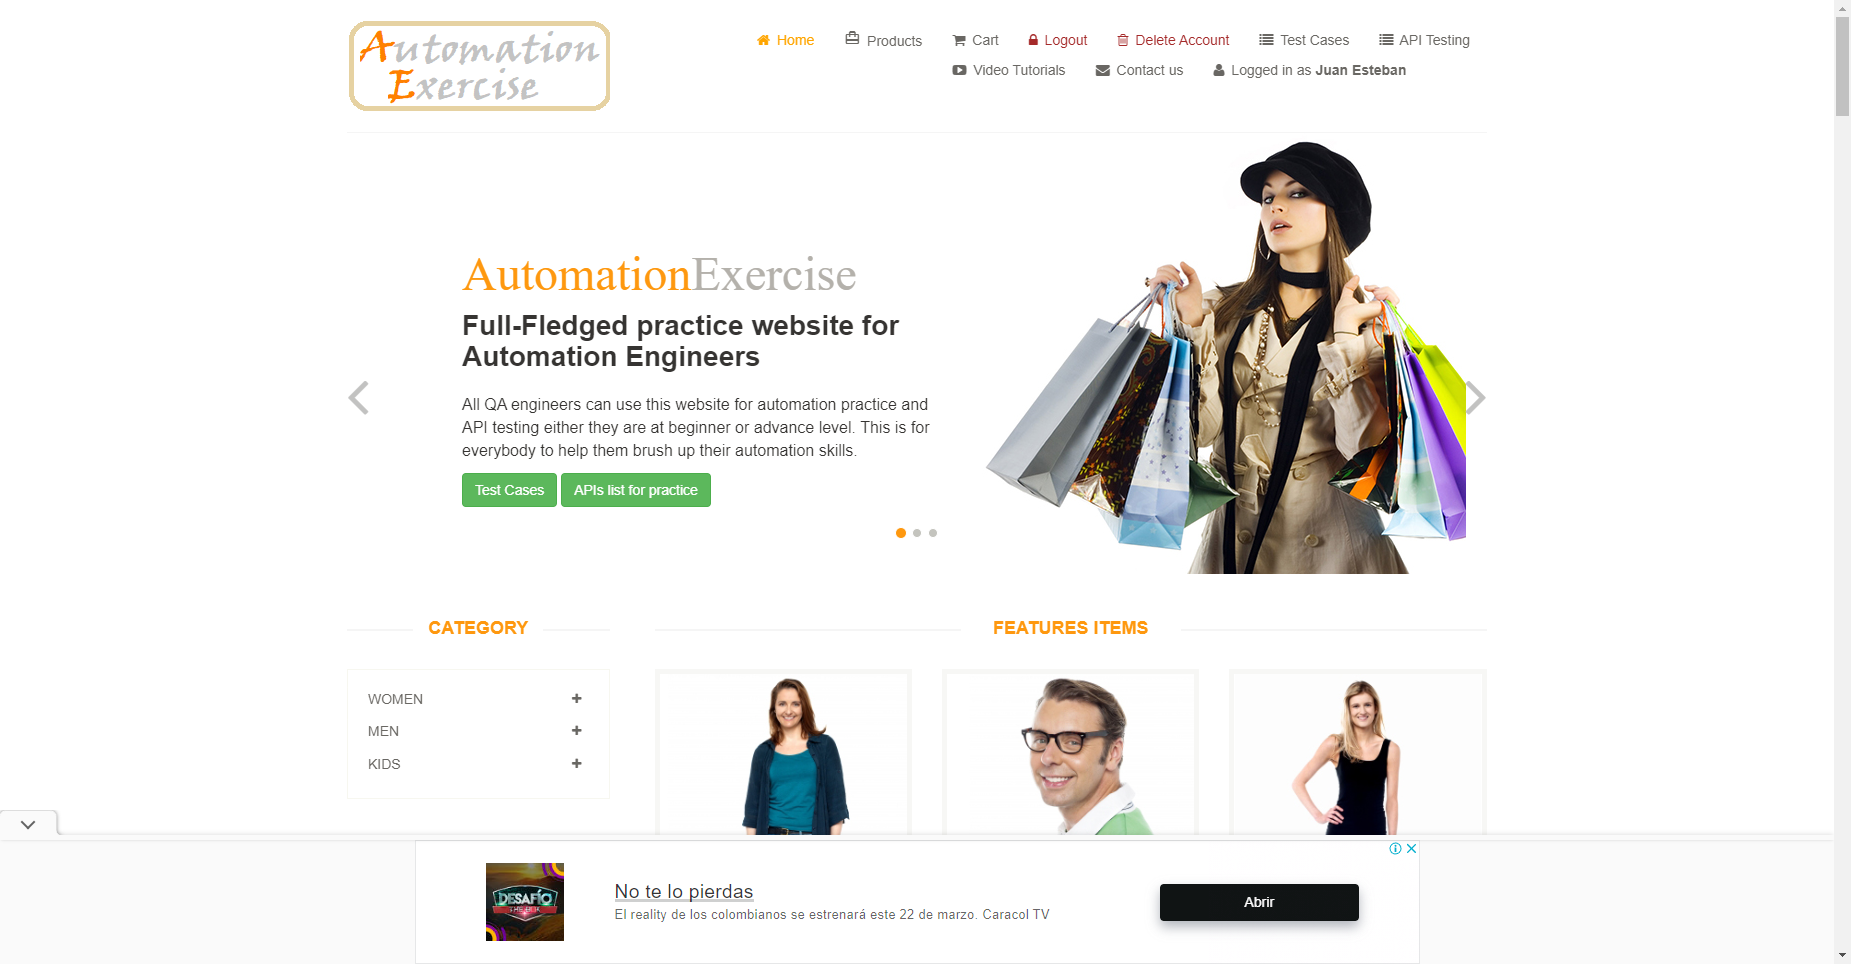 Automation
Exercise
Home Products Cart Logout Delete Account Test Cases API Testing
Video Tutorials Contact us Logged in as Juan Esteban
AutomationExercise
Full-Fledged practice website for
Automation Engineers
All QA engineers can use this website for automation practice and
API testing either they are at beginner or advance level. This is for
everybody to help them brush up their automation skills.
Test Cases APIs list for practice
CATEGORY
WOMEN
MEN
KIDS
FEATURES ITEMS
DESAFÍO
THE BOX
No te lo pierdas
El reality de los colombianos se estrenará este 22 de marzo. Caracol TV
Abrir